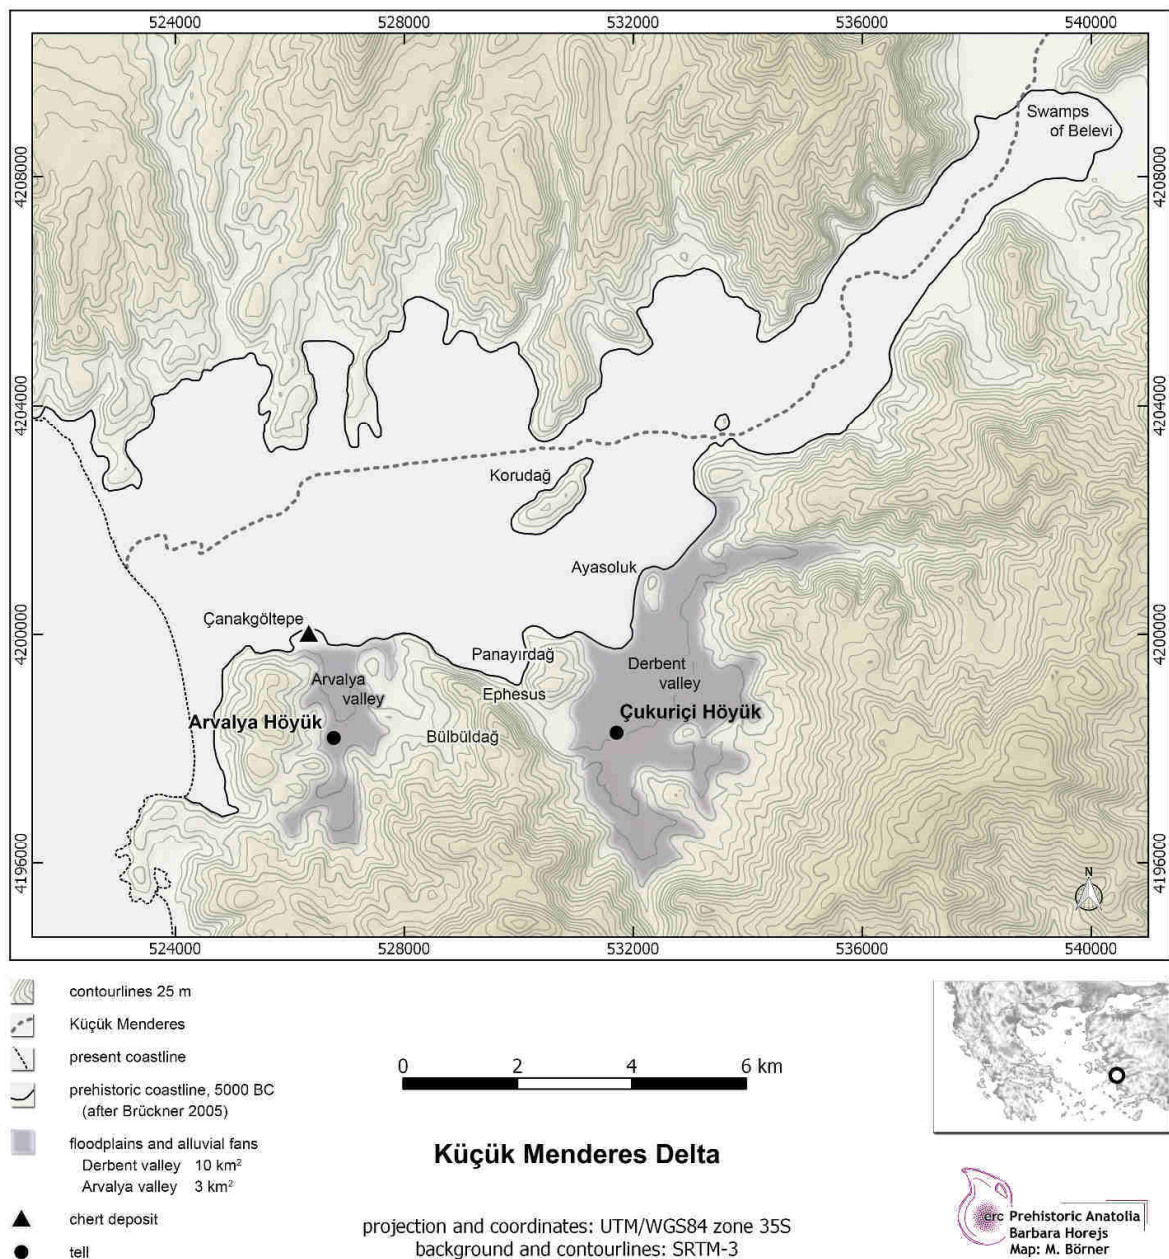 524000 528000 532000 536000 540000
Swamps
of Belevi
4208000 4208000
4204000 4204000
Korudağ
Ayasoluk
Çanakgöltepe
4200000 4200000
Panayırdağ
Derbent
valley
Arvalya
valley
Ephesus
Arvalya Höyük
Çukuriçi Höyük
Bülbüldağ
4196000 4196000
N
524000 528000 532000 536000 540000
contourlines 25 m
Küçük Menderes
present coastline
prehistoric coastline, 5000 BC
(after Brückner 2005)
floodplains and alluvial fans
Derbent valley 10 km²
Arvalya valley 3 km²
chert deposit
tell
0 2 4 6 km
Küçük Menderes Delta
projection and coordinates: UTM/WGS84 zone 35S
background and contourlines: SRTM-3
erc Prehistoric Anatolia
Barbara Horejs
Map: M. Börner